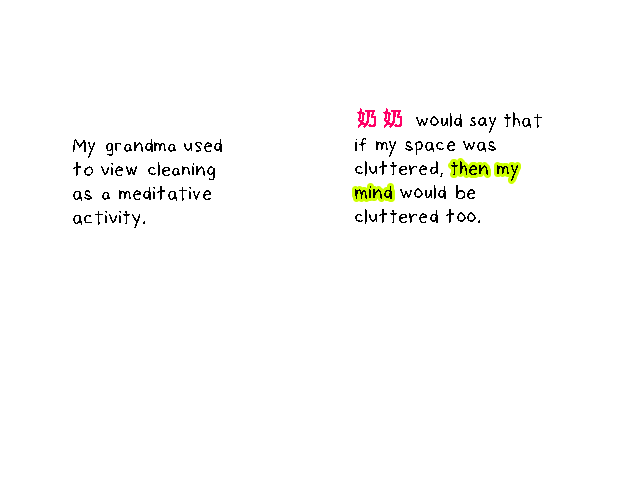 My grandma used
to view cleaning
as a meditative
activity.
奶奶 would say that
if my space was
cluttered, then my
mind would be
cluttered too.